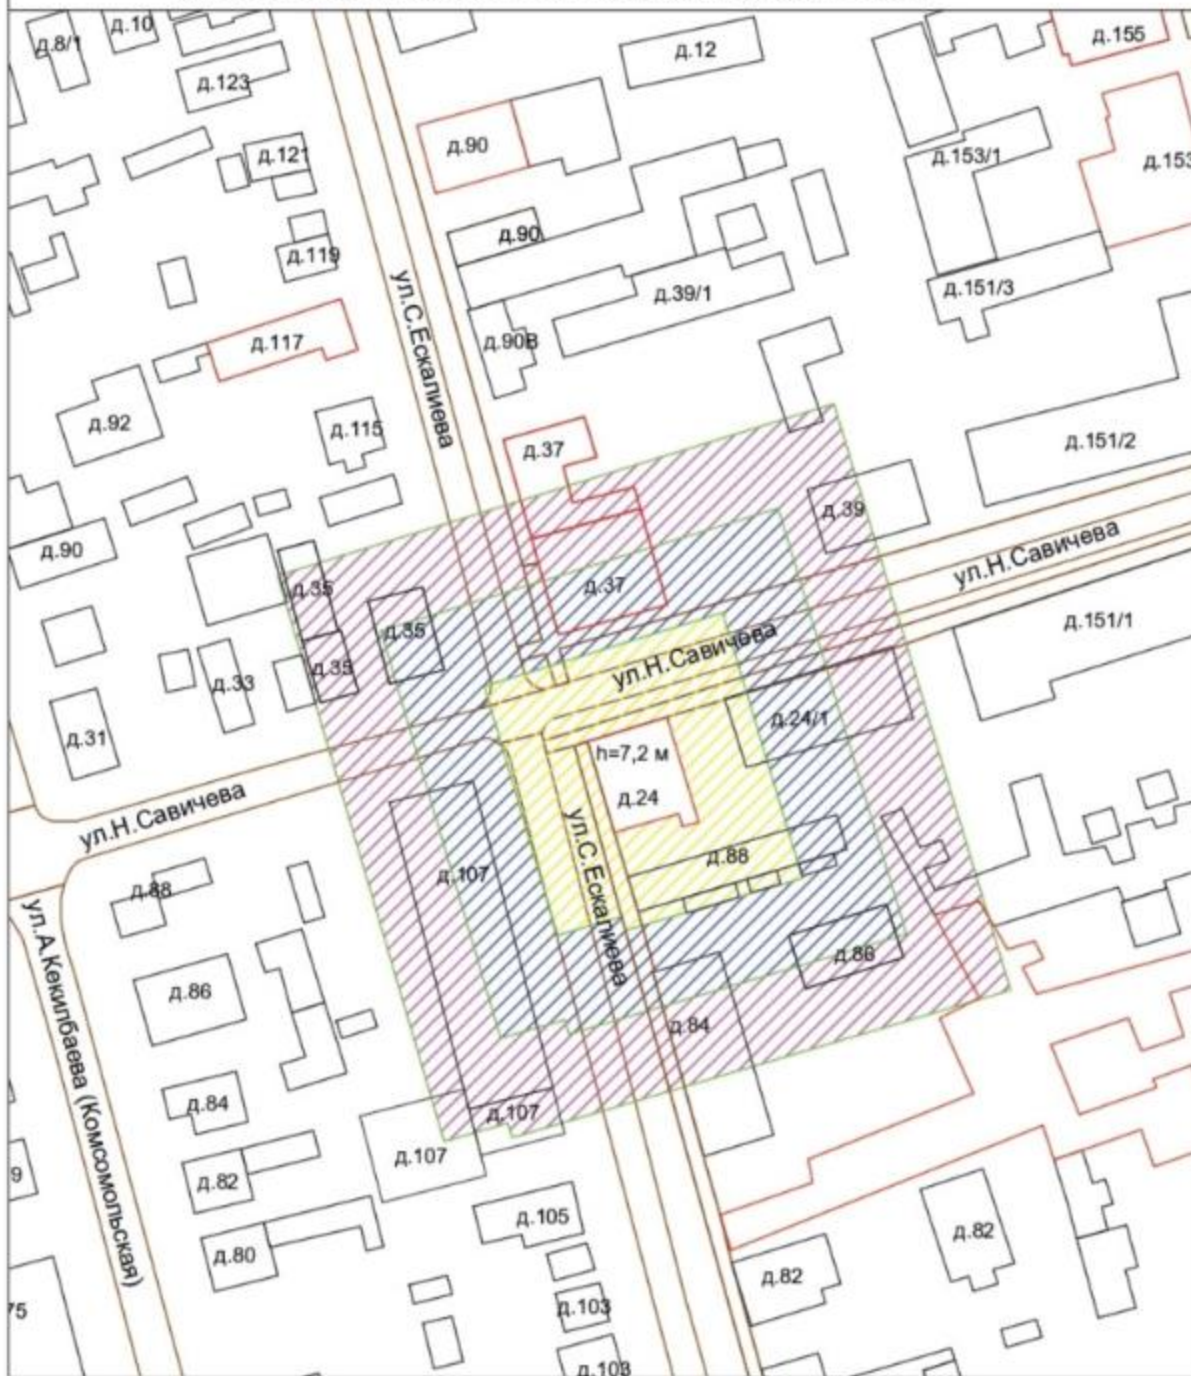 д.8/1
д.10
д.12
д.155
д.123
д.90
д.121
д.153/1
д.153
д.90
д.119
д.39/1
д.151/3
ул.С.Ескалиева
д.90В
д.117
д.92
д.115
д.37
д.151/2
д.39
д.90
ул.Н.Савичева
д.35
д.37
д.35
д.151/1
ул.Н.Савичева
д.35
д.33
д.31
д.24/1
h=7,2 м
д.24
ул.Н.Савичева
ул.С.Ескалиева
д.88
д.107
д.88
ул.А.Кекилбаева (Комсомольская)
д.86
д.86
д.84
д.84
д.107
д.107
9
д.82
д.105
д.80
д.82
д.82
75
д.103
д.103